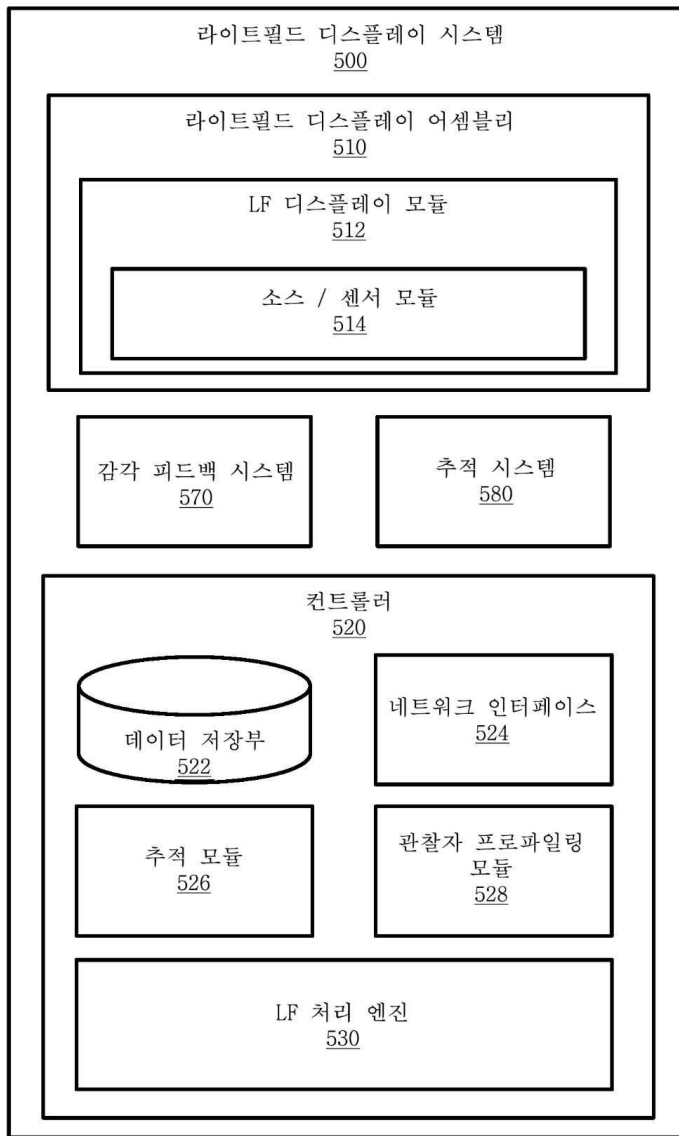 라이트필드 디스플레이 시스템
500
라이트필드 디스플레이 어셈블리
510
LF 디스플레이 모듈
512
소스 / 센서 모듈
514
감각 피드백 시스템
570
추적 시스템
580
컨트롤러
520
데이터 저장부
522
네트워크 인터페이스
524
추적 모듈
526
관찰자 프로파일링
모듈
528
LF 처리 엔진
530